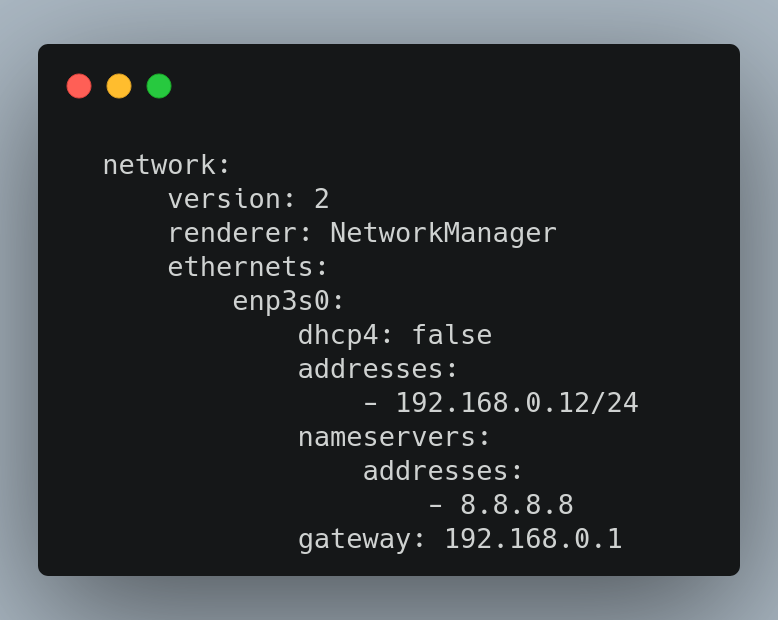 network:
    version: 2
    renderer: NetworkManager
    ethernets:
        enp3s0:
            dhcp4: false
            addresses:
                - 192.168.0.12/24
            nameservers:
                addresses:
                    - 8.8.8.8
            gateway: 192.168.0.1